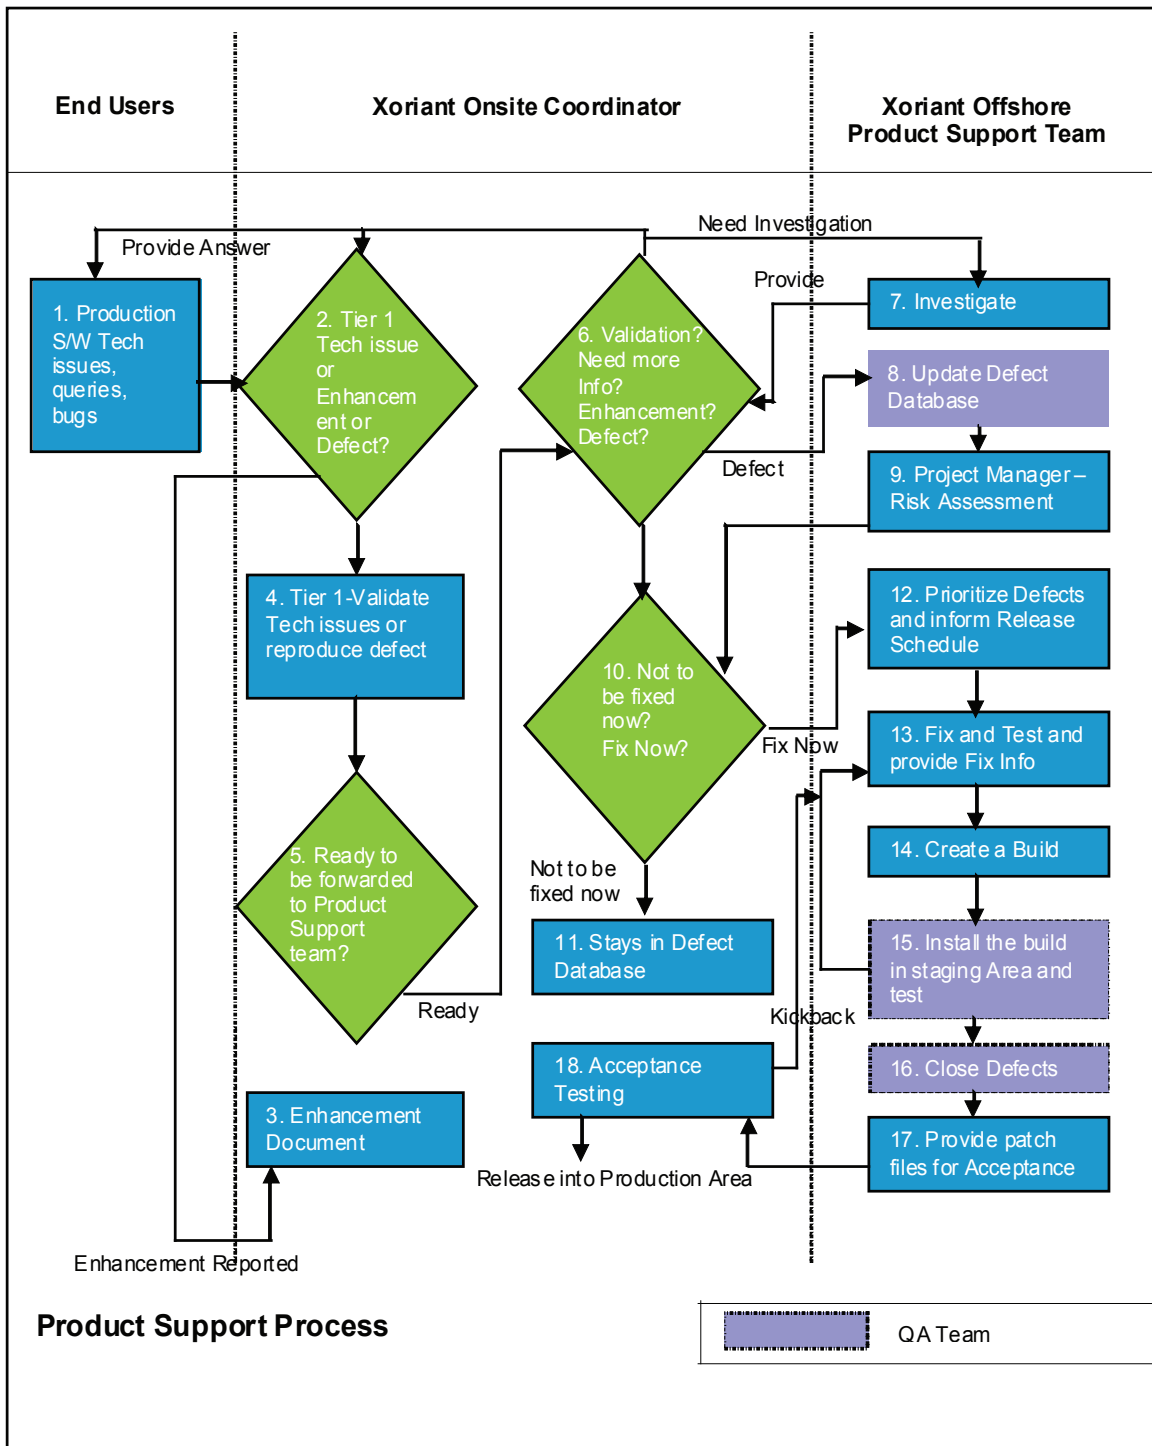 End Users
Xoriant Onsite Coordinator
Xoriant Offshore
Product Support Team
Need Investigation
Provide Answer
Provide
1. Production
S/W Tech
issues,
queries,
bugs
2. Tier 1
Tech issue
or
Enhancem
ent or
Defect?
6. Validation?
Need more
Info?
Enhancement?
Defect?
7. Investigate
8. Update Defect
Database
Defect
9. Project Manager –
Risk Assessment
4. Tier 1-Validate
Tech issues or
reproduce defect
10. Not to
be fixed
now?
Fix Now?
Fix Now
12. Prioritize Defects
and inform Release
Schedule
13. Fix and Test and
provide Fix Info
14. Create a Build
5. Ready to
be forwarded
to Product
Support
team?
Ready
Not to be
fixed now
11. Stays in Defect
Database
15. Install the build
in staging Area and
test
Kickback
16. Close Defects
18. Acceptance
Testing
17. Provide patch
files for Acceptance
3. Enhancement
Document
Release into Production Area
Enhancement Reported
Product Support Process
QA Team